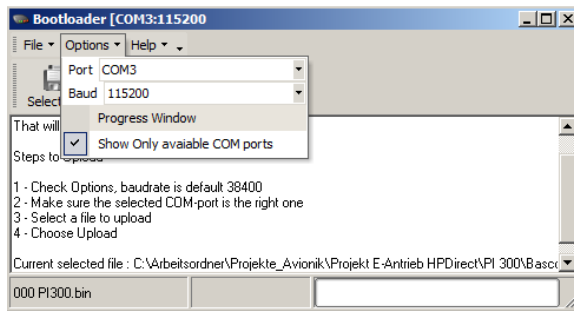 Bootloader [COM3:115200
File Options Help
Port COM3
Baud 115200
Select
Progress Window
That will
Show Only avaiable COM ports
Steps to Upload
1 - Check Options, baudrate is default 38400
2 - Make sure the selected COM-port is the right one
3 - Select a file to upload
4 - Choose Upload
Current selected file : C:\Arbeitsordner\Projekte_Avionik\Projekt E-Antrieb HPDirect\PI 300\Basco
000 PI300.bin